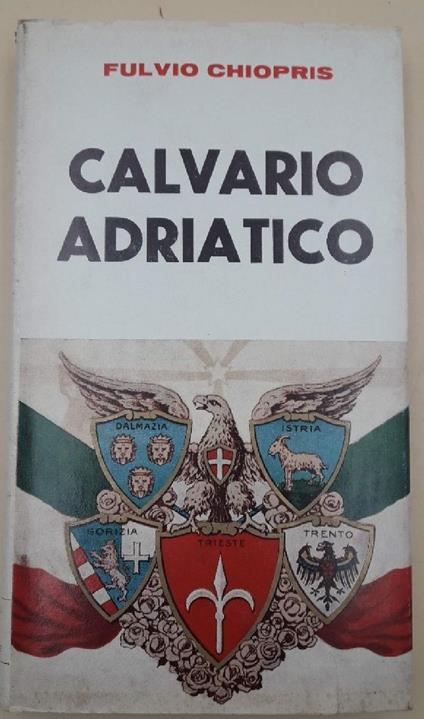 FULVIO CHIOPRIS
CALVARIO
ADRIATICO
DALMAZIA
ISTRIA
GORIZIA
TRIESTE
TRENTO